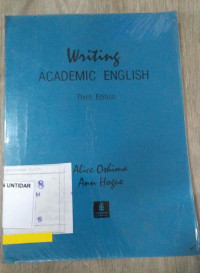 Writing
ACADEMIC ENGLISH
Third Edition
Alice Oshima
Ann Hogue
UNTIDAR